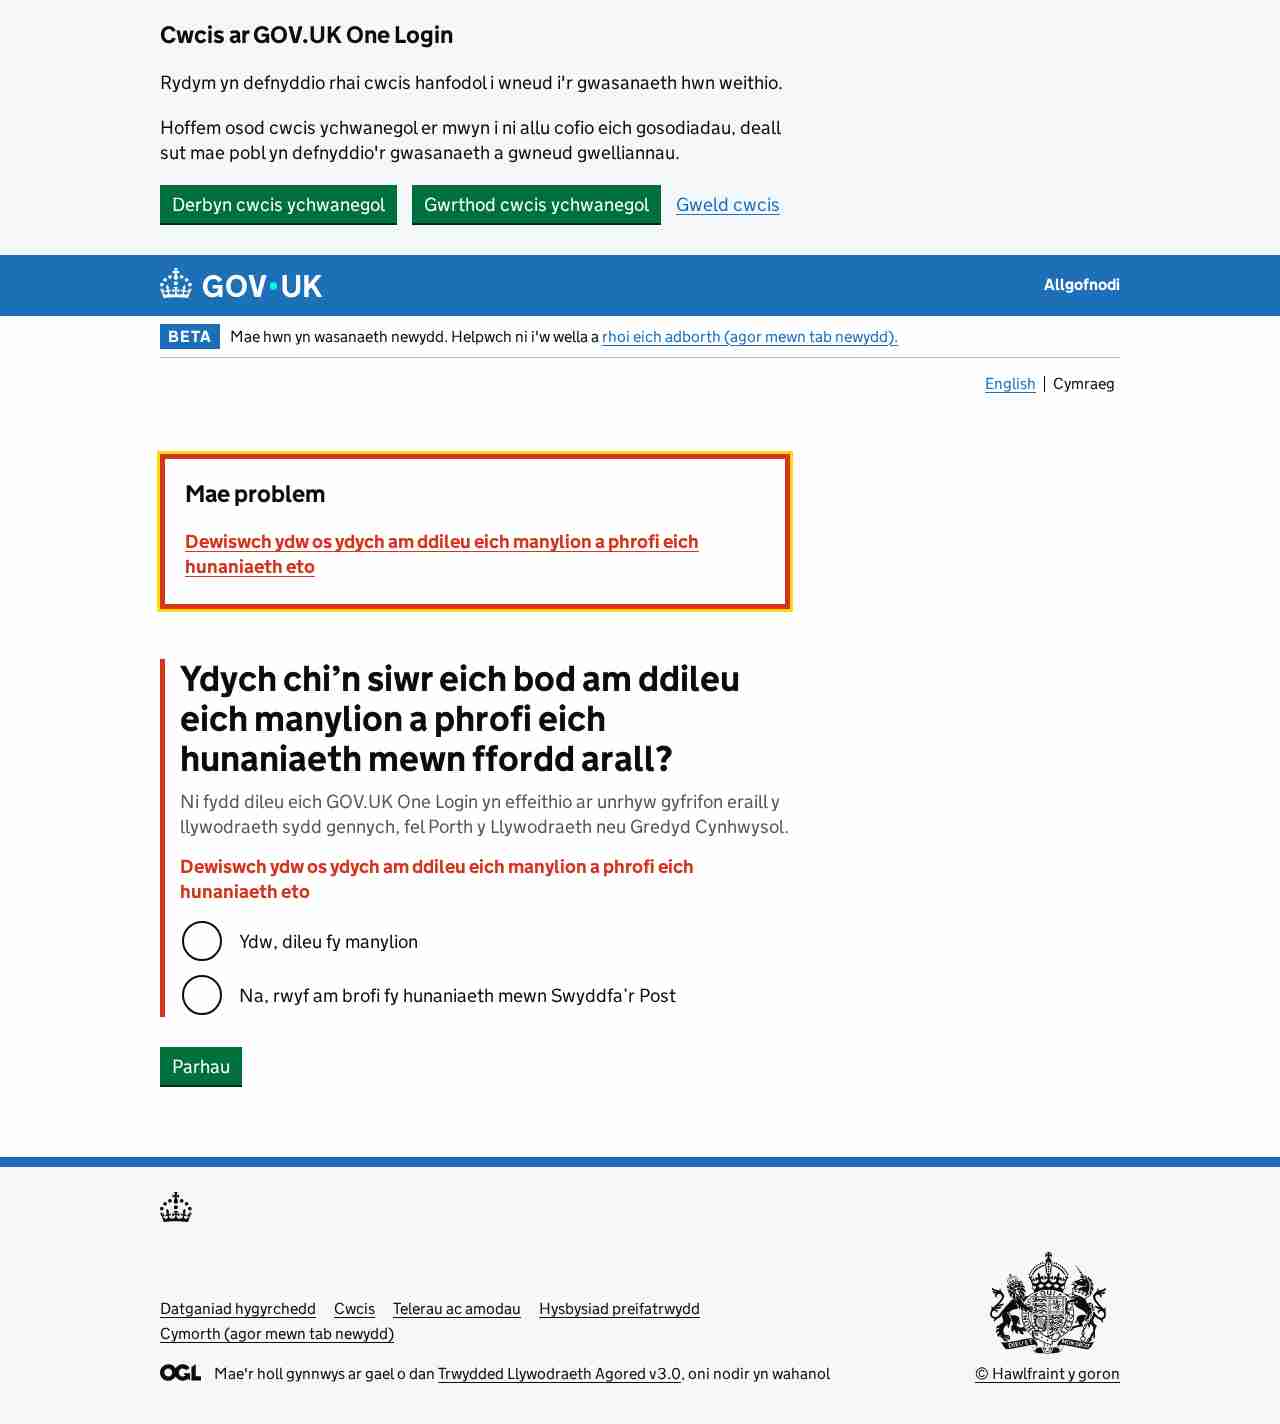 Cwcis ar GOV.UK One Login
Rydym yn defnyddio rhai cwcis hanfodol i wneud i'r gwasanaeth hwn weithio.
Hoffem osod cwcis ychwanegol er mwyn i ni allu cofio eich gosodiadau, deall
sut mae pobl yn defnyddio'r gwasanaeth a gwneud gwelliannau.
Derbyn cwcis ychwanegol Gwrthod cwcis ychwanegol Gweld cwcis
GOV·UK Allgofnodi
BETA Mae hwn yn wasanaeth newydd. Helpwch ni i'w wella a rhoi eich adborth (agor mewn tab newydd).
English | Cymraeg
Mae problem
Dewiswch ydw os ydych am ddileu eich manylion a phrofi eich
hunaniaeth eto
Ydych chi’n siwr eich bod am ddileu
eich manylion a phrofi eich
hunaniaeth mewn ffordd arall?
Ni fydd dileu eich GOV.UK One Login yn effeithio ar unrhyw gyfrifon eraill y
llywodraeth sydd gennych, fel Porth y Llywodraeth neu Gredyd Cynhwysol.
Dewiswch ydw os ydych am ddileu eich manylion a phrofi eich
hunaniaeth eto
Ydw, dileu fy manylion
Na, rwyf am brofi fy hunaniaeth mewn Swyddfa’r Post
Parhau
Datganiad hygyrchedd Cwcis Telerau ac amodau Hysbysiad preifatrwydd
Cymorth (agor mewn tab newydd)
OGL Mae'r holl gynnwys ar gael o dan Trwydded Llywodraeth Agored v3.0, oni nodir yn wahanol
© Hawlfraint y goron